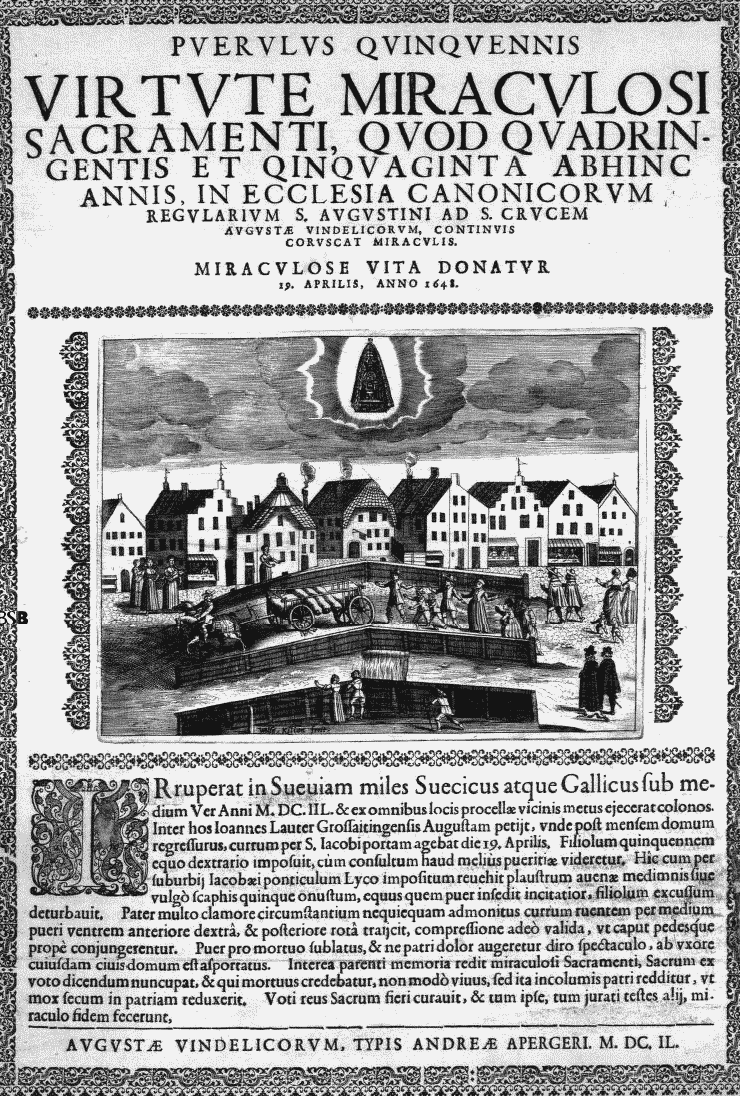 PVERVLVS QVINQVENNIS
VIRTVTE MIRACVLOSI
SACRAMENTI, QVOD QVADRIN-
GENTIS ET QINQVAGINTA ABHINC
ANNIS, IN ECCLESIA CANONICORVM
REGVLARIVM S. AVGVSTINI AD S. CRVCEM
AVGVSTÆ VINDELICORVM, CONTINVIS
CORVSCAT MIRACVLIS.
MIRACVLOSE VITA DONATVR
19. APRILIS, ANNO 1648.
BSB
Kilian fecit
IRruperat in Sueuiam miles Suecicus atque Gallicus ſub me-
dium Ver Anni M. DC. IIL. & ex omnibus locis procellæ vicinis metus ejecerat colonos.
Inter hos Ioannes Lauter Groſſaitingenſis Auguſtam petijt, vnde poſt menſem domum
regreſſurus, currum per S. Iacobi portam agebat die 19. Aprilis. Filiolum quinquennem
equo dextrario impoſuit, cùm conſultum haud meliùs pueritiæ videretur. Hic cum per
ſuburbij Iacobæi ponticulum Lyco impoſitum reuehit plauſtrum auenæ medimnis ſiue
vulgò ſcaphis quinque onuſtum, equus quem puer inſedit incitatior, filiolum excuſſum
deturbauit. Pater multo clamore circumſtantium nequiequam admonitus currum ruentem per medium
pueri ventrem anteriore dextrâ, & poſteriore rotâ traijcit, compreſſione adeò valida, vt caput pedesque
propè conjungerentur. Puer pro mortuo ſublatus, & ne patri dolor augeretur diro ſpectaculo, ab vxore
cuiuſdam ciuis domum eſt aſportatus. Interea parenti memoria redit miraculoſi Sacramenti, Sacrum ex
voto dicendum nuncupat, & qui mortuus credebatur, non modò viuus, ſed ita incolumis patri redditur, vt
mox ſecum in patriam reduxerit. Voti reus Sacrum fieri curauit, & tum ipſe, tum jurati teſtes alij, mi-
raculo fidem fecerunt.
AVGVSTÆ VINDELICORVM, TYPIS ANDREÆ APERGERI. M. DC. IL.